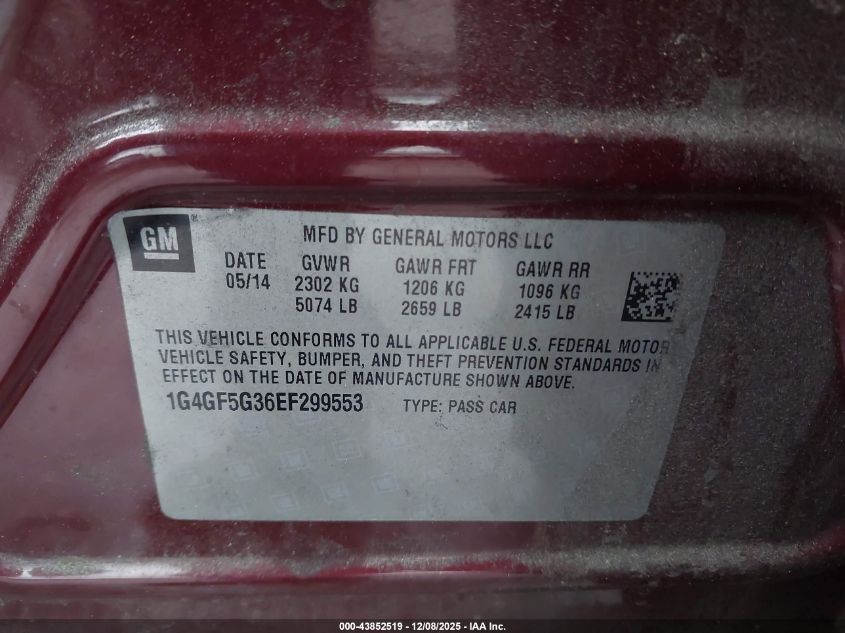 GM
MFD BY GENERAL MOTORS LLC
DATE GVWR GAWR FRT GAWR RR
05/14 2302 KG 1206 KG 1096 KG
5074 LB 2659 LB 2415 LB
THIS VEHICLE CONFORMS TO ALL APPLICABLE U.S. FEDERAL MOTOR
VEHICLE SAFETY, BUMPER, AND THEFT PREVENTION STANDARDS IN
EFFECT ON THE DATE OF MANUFACTURE SHOWN ABOVE.
1G4GF5G36EF299553 TYPE: PASS CAR
000-43852519 - 12/08/2025 - IAA Inc.